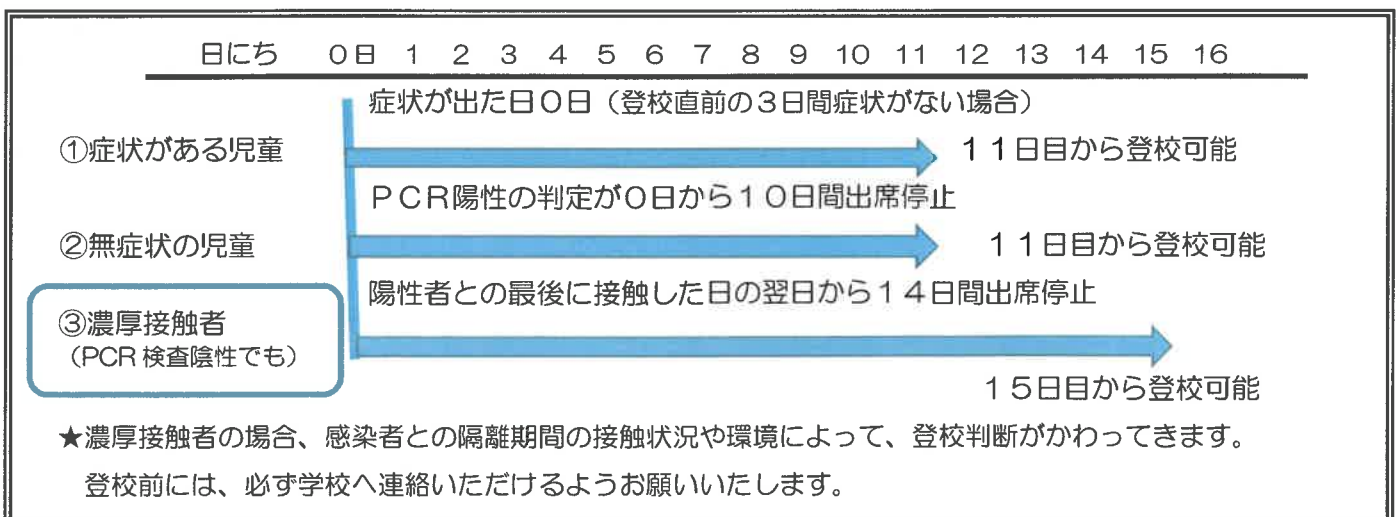 日にち 0日 1 2 3 4 5 6 7 8 9 10 11 12 13 14 15 16
症状が出た日0日（登校直前の３日間症状がない場合）
①症状がある児童 １１日目から登校可能
ＰＣＲ陽性の判定が0日から１０日間出席停止
②無症状の児童 １１日目から登校可能
陽性者との最後に接触した日の翌日から１４日間出席停止
③濃厚接触者
（PCR 検査陰性でも）
１５日目から登校可能
★濃厚接触者の場合、感染者との隔離期間の接触状況や環境によって、登校判断がかわってきます。
登校前には、必ず学校へ連絡いただけるようお願いいたします。